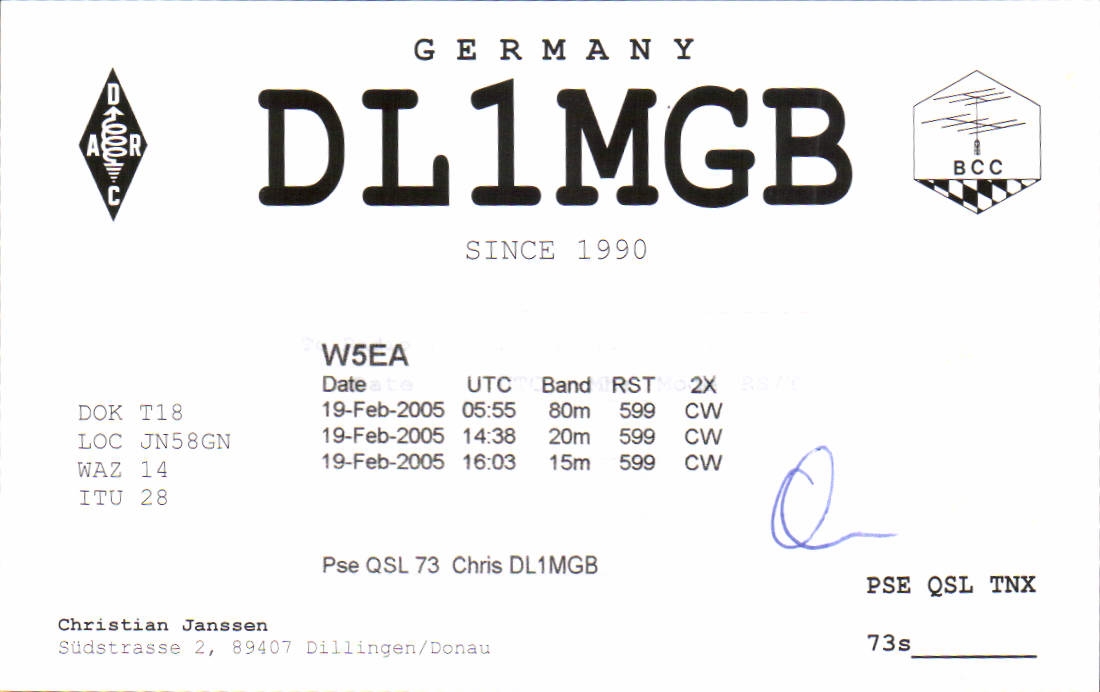 GERMANY
DARC
DL1MGB
BCC
SINCE 1990
W5EA
Date UTC Band RST 2X
19-Feb-2005 05:55 80m 599 CW
19-Feb-2005 14:38 20m 599 CW
19-Feb-2005 16:03 15m 599 CW
DOK T18
LOC JN58GN
WAZ 14
ITU 28
Pse QSL 73 Chris DL1MGB
PSE QSL TNX
73s
Christian Janssen
Südstrasse 2, 89407 Dillingen/Donau